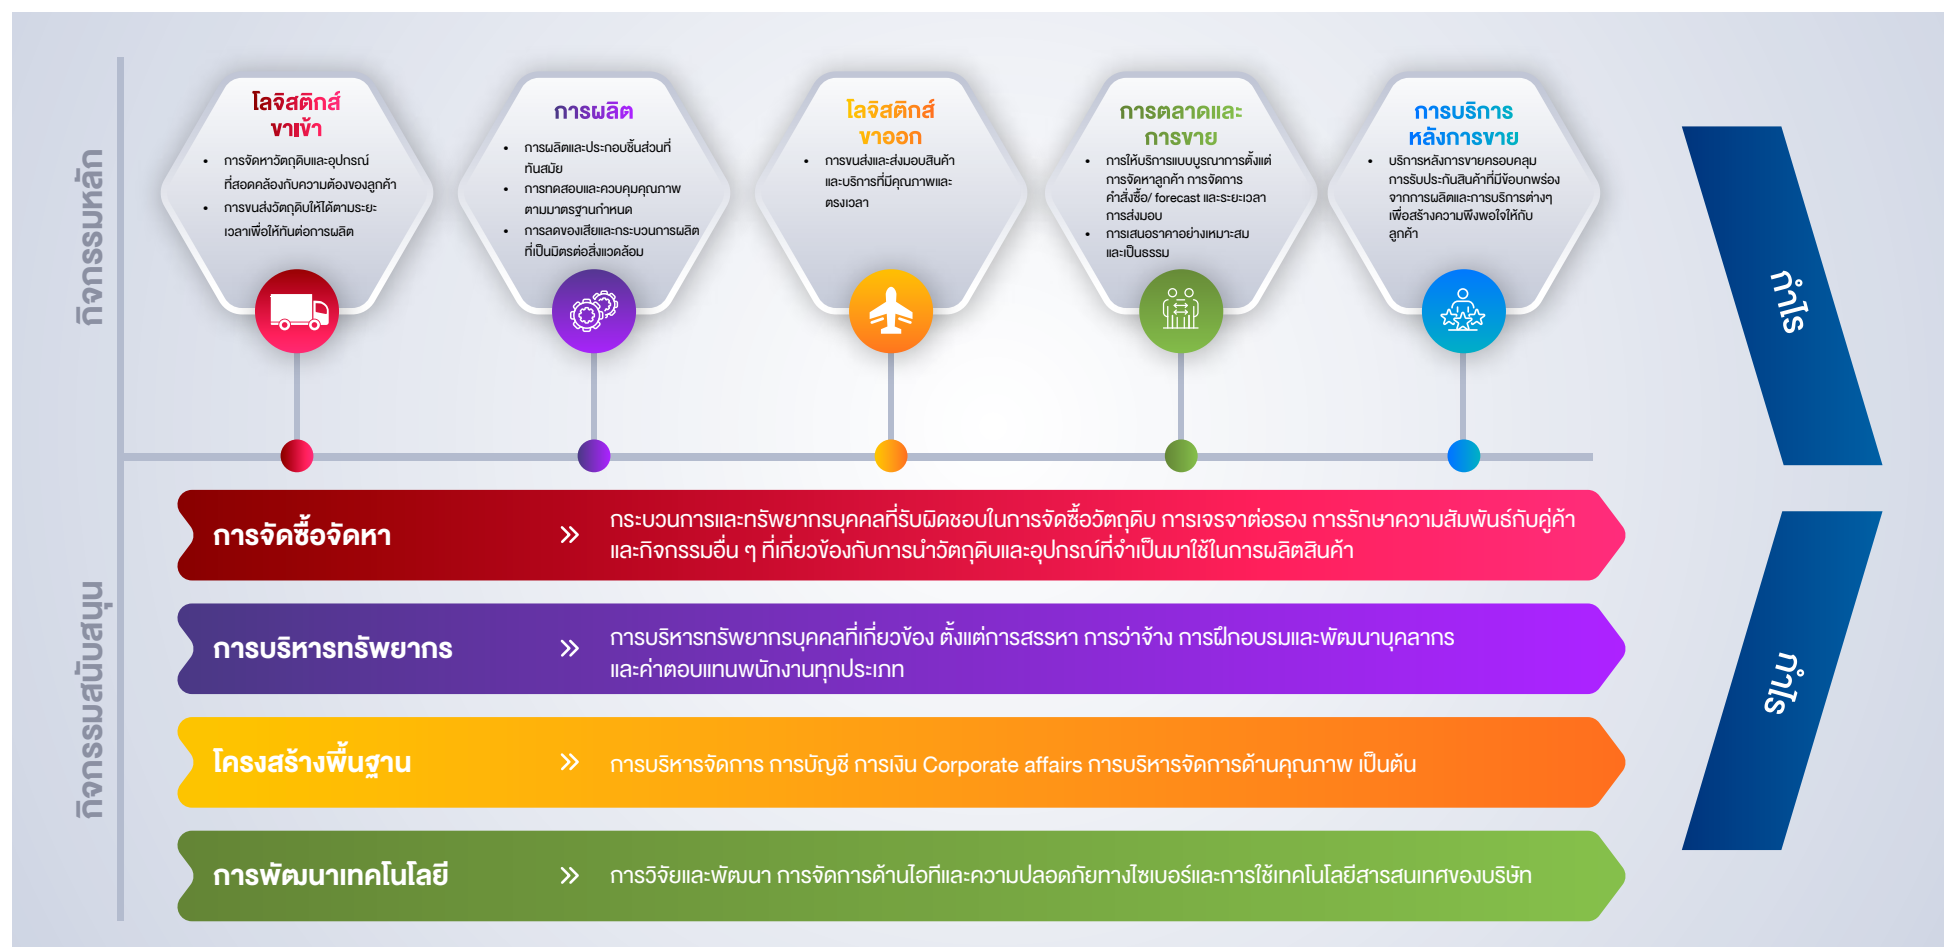 กิจกรรมหลัก
โลจิสติกส์
ขาเข้า
• การจัดหาวัตถุดิบและอุปกรณ์
ที่สอดคล้องกับความต้องของลูกค้า
• การขนส่งวัตถุดิบให้ได้ตามระยะ
เวลาเพื่อให้ทันต่อการผลิต
การผลิต
• การผลิตและประกอบชิ้นส่วนที่
ทันสมัย
• การทดสอบและควบคุมคุณภาพ
ตามมาตรฐานกำหนด
• การลดของเสียและกระบวนการผลิต
ที่เป็นมิตรต่อสิ่งแวดล้อม
โลจิสติกส์
ขาออก
• การขนส่งและส่งมอบสินค้า
และบริการที่มีคุณภาพและ
ตรงเวลา
การตลาดและ
การขาย
• การให้บริการแบบบูรณาการตั้งแต่
การจัดหาลูกค้า การจัดการ
คำสั่งซื้อ/ forecast และระยะเวลา
การส่งมอบ
• การเสนอราคาอย่างเหมาะสม
และเป็นธรรม
การบริการ
หลังการขาย
• บริการหลังการขายครอบคลุม
การรับประกันสินค้าที่มีข้อบกพร่อง
จากการผลิตและการบริการต่างๆ
เพื่อสร้างความพึงพอใจให้กับ
ลูกค้า
กำไร
กิจกรรมสนับสนุน
การจัดซื้อจัดหา
กระบวนการและทรัพยากรบุคคลที่รับผิดชอบในการจัดซื้อวัตถุดิบ การเจรจาต่อรอง การรักษาความสัมพันธ์กับคู่ค้า
และกิจกรรมอื่น ๆ ที่เกี่ยวข้องกับการนำวัตถุดิบและอุปกรณ์ที่จำเป็นมาใช้ในการผลิตสินค้า
การบริหารทรัพยากร
การบริหารทรัพยากรบุคคลที่เกี่ยวข้อง ตั้งแต่การสรรหา การว่าจ้าง การฝึกอบรมและพัฒนาบุคลากร
และค่าตอบแทนพนักงานทุกประเภท
โครงสร้างพื้นฐาน
การบริหารจัดการ การบัญชี การเงิน Corporate affairs การบริหารจัดการด้านคุณภาพ เป็นต้น
การพัฒนาเทคโนโลยี
การวิจัยและพัฒนา การจัดการด้านไอทีและความปลอดภัยทางไซเบอร์และการใช้เทคโนโลยีสารสนเทศของบริษัท
กำไร